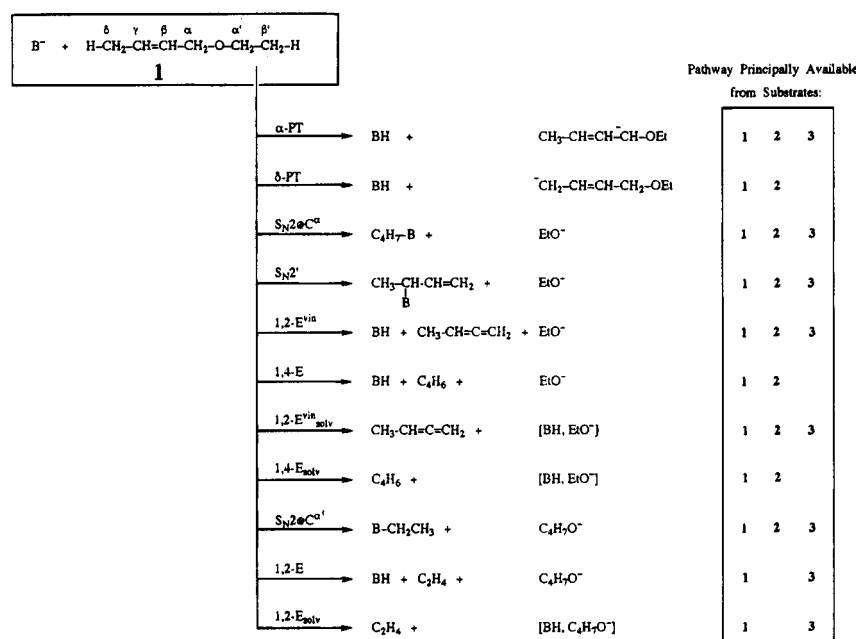 δ γ β α α' β'
B⁻ + H–CH₂–CH=CH–CH₂–O–CH₂–CH₂–H
1
Pathway Principally Available
from Substrates:
α-PT BH + CH₃–CH=CH–C̄H–OEt 1 2 3
δ-PT BH + ⁻CH₂–CH=CH–CH₂–OEt 1 2
S_N2@C^α C₄H₇–B + EtO⁻ 1 2 3
S_N2' CH₃–CH-CH=CH₂ + EtO⁻ 1 2 3
B
1,2-E^vin BH + CH₃-CH=C=CH₂ + EtO⁻ 1 2 3
1,4-E BH + C₄H₆ + EtO⁻ 1 2
1,2-E^vin_solv CH₃-CH=C=CH₂ + [BH, EtO⁻] 1 2 3
1,4-E_solv C₄H₆ + [BH, EtO⁻] 1 2
S_N2@C^α' B-CH₂CH₃ + C₄H₇O⁻ 1 2 3
1,2-E BH + C₂H₄ + C₄H₇O⁻ 1 3
1,2-E_solv C₂H₄ + [BH, C₄H₇O⁻] 1 3